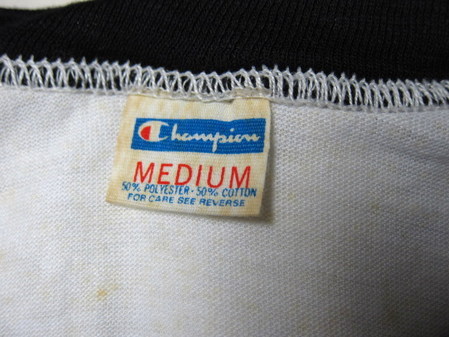 Champion
MEDIUM
50% POLYESTER - 50% COTTON
FOR CARE SEE REVERSE